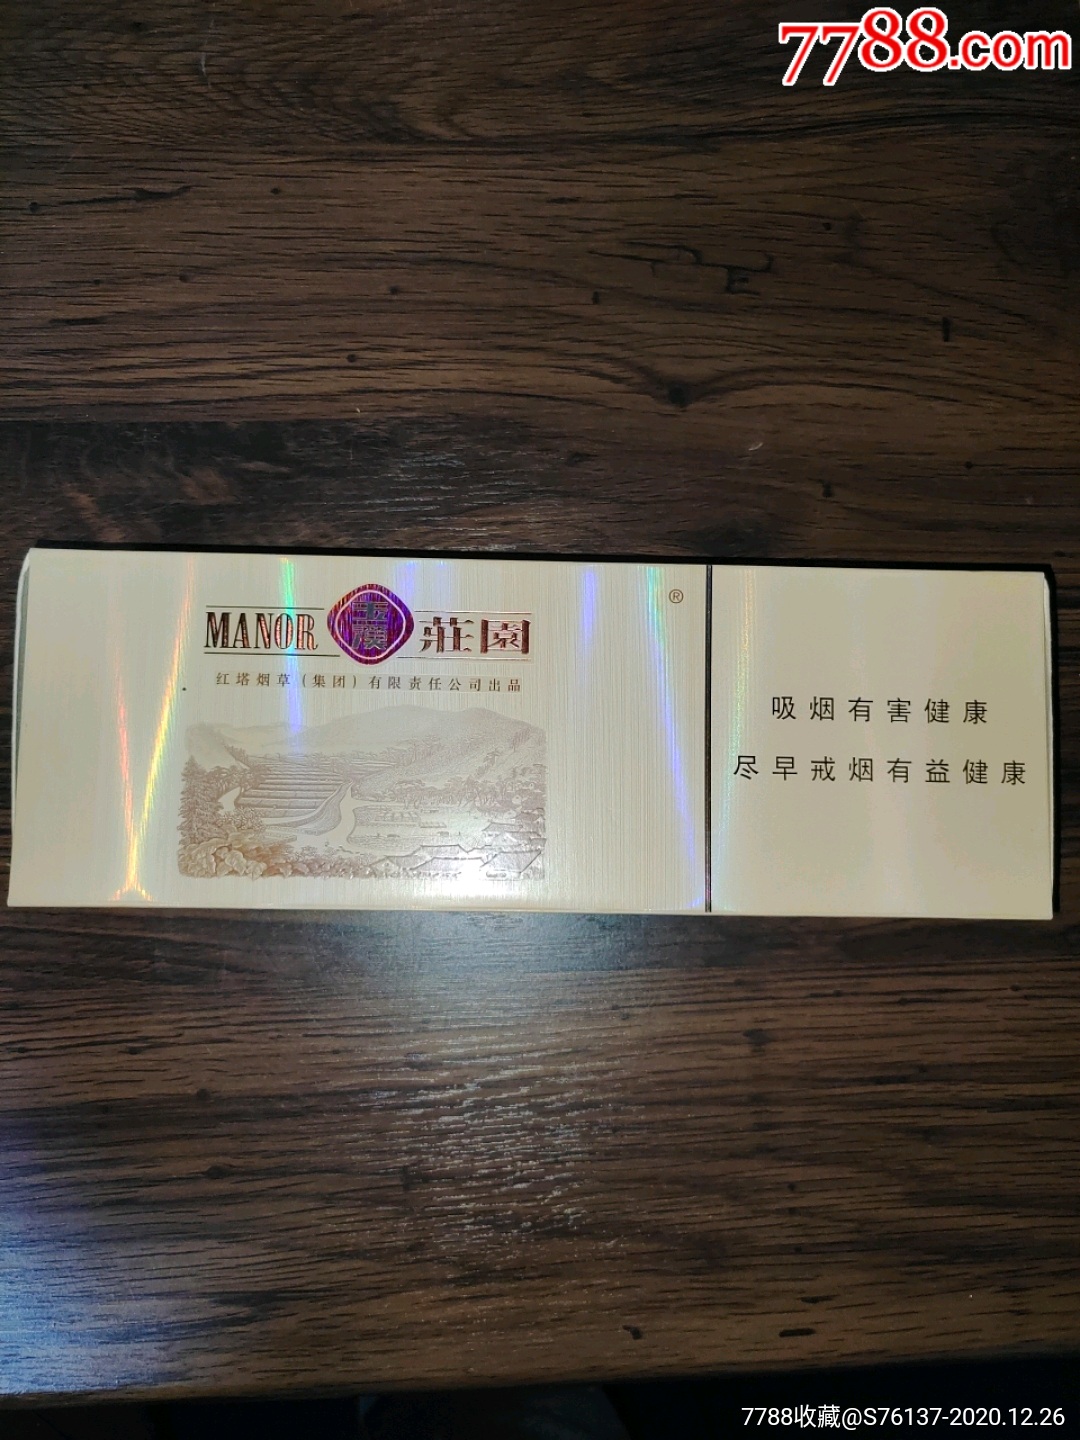 7788.com
MANOR 玉溪 莊園
®
红塔烟草(集团)有限责任公司出品
吸烟有害健康
尽早戒烟有益健康
7788收藏@S76137-2020.12.26